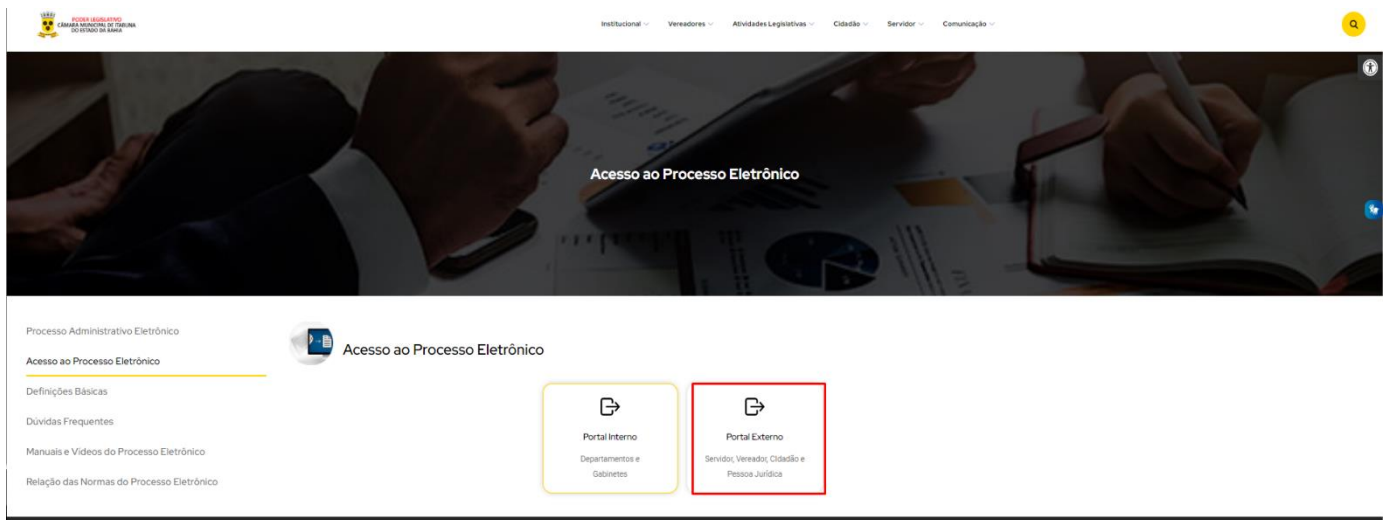 PODER LEGISLATIVO
CÂMARA MUNICIPAL DE ITABUNA
DO ESTADO DA BAHIA
Institucional
Vereadores
Atividades Legislativas
Cidadão
Servidor
Comunicação
Acesso ao Processo Eletrônico
Processo Administrativo Eletrônico
Acesso ao Processo Eletrônico
Definições Básicas
Dúvidas Frequentes
Manuais e Vídeos do Processo Eletrônico
Relação das Normas do Processo Eletrônico
Acesso ao Processo Eletrônico
Portal Interno
Departamentos e
Gabinetes
Portal Externo
Servidor, Vereador, Cidadão e
Pessoa Jurídica